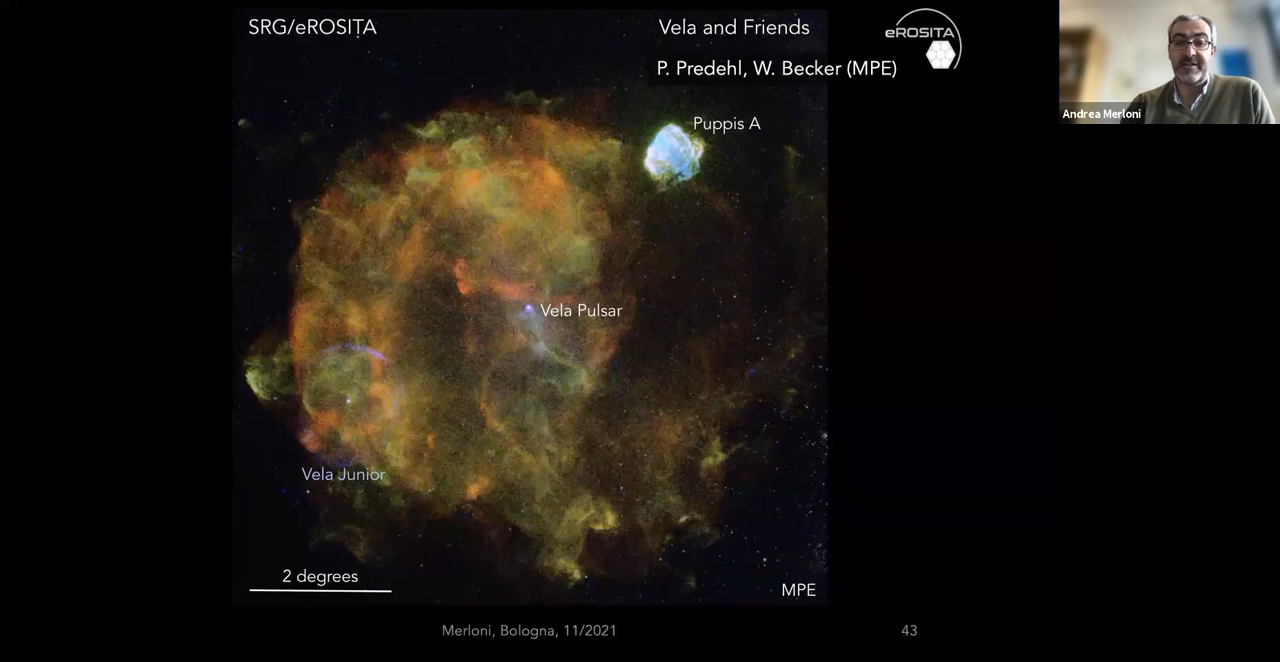 SRG/eROSITA
Vela and Friends
eROSITA
P. Predehl, W. Becker (MPE)
Andrea Merloni
Puppis A
Vela Pulsar
Vela Junior
2 degrees
MPE
Merloni, Bologna, 11/2021
43